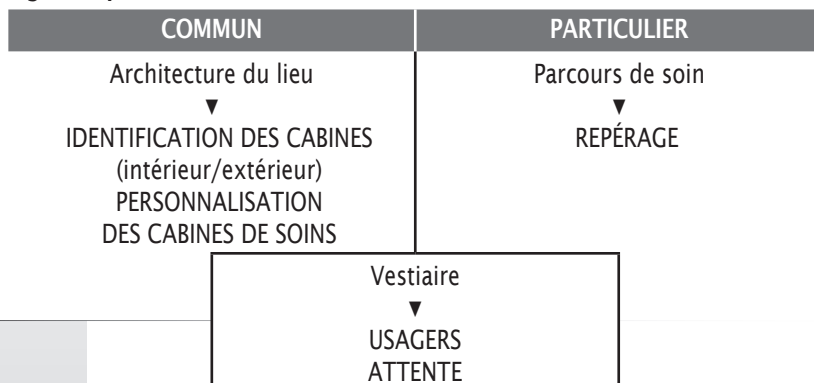 COMMUN
PARTICULIER
Architecture du lieu
▼
IDENTIFICATION DES CABINES
(intérieur/extérieur)
PERSONNALISATION
DES CABINES DE SOINS
Parcours de soin
▼
REPÉRAGE
Vestiaire
▼
USAGERS
ATTENTE